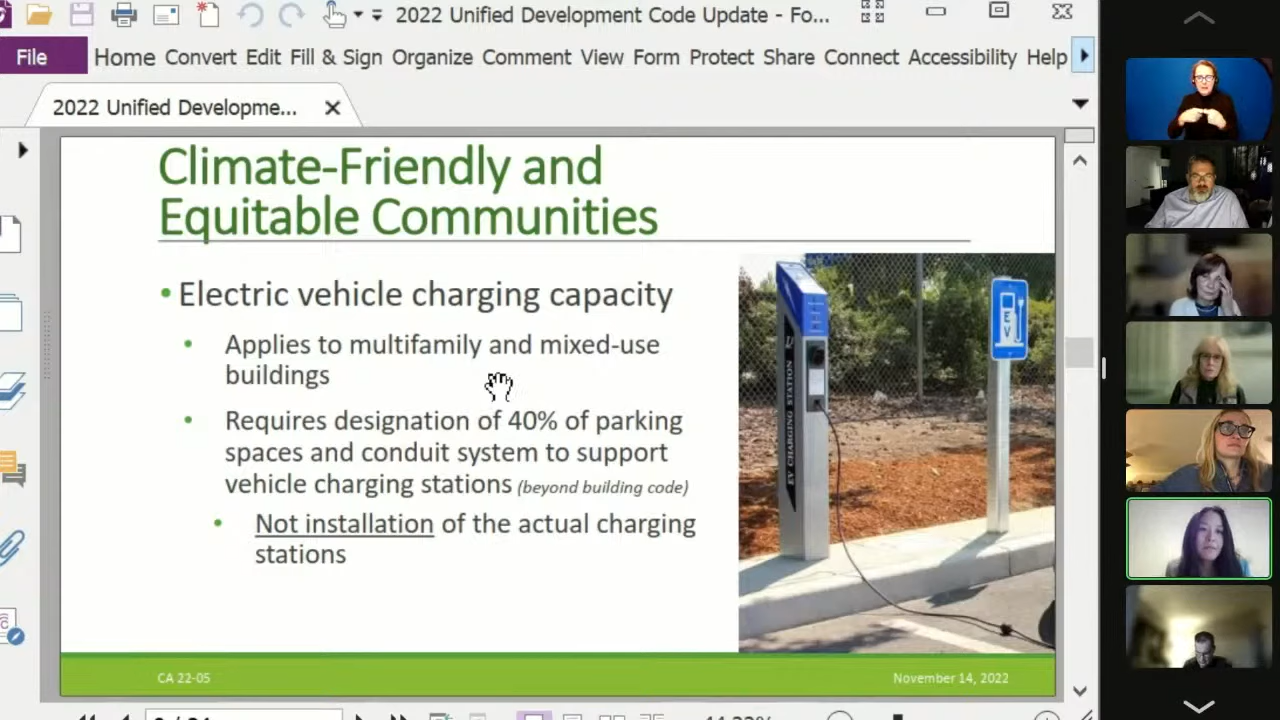 2022 Unified Development Code Update - Fo...
File Home Convert Edit Fill & Sign Organize Comment View Form Protect Share Connect Accessibility Help
2022 Unified Developme...
Climate-Friendly and
Equitable Communities
• Electric vehicle charging capacity
• Applies to multifamily and mixed-use
buildings
• Requires designation of 40% of parking
spaces and conduit system to support
vehicle charging stations (beyond building code)
• Not installation of the actual charging
stations
EV CHARGING STATION
EV
CA 22-05
November 14, 2022